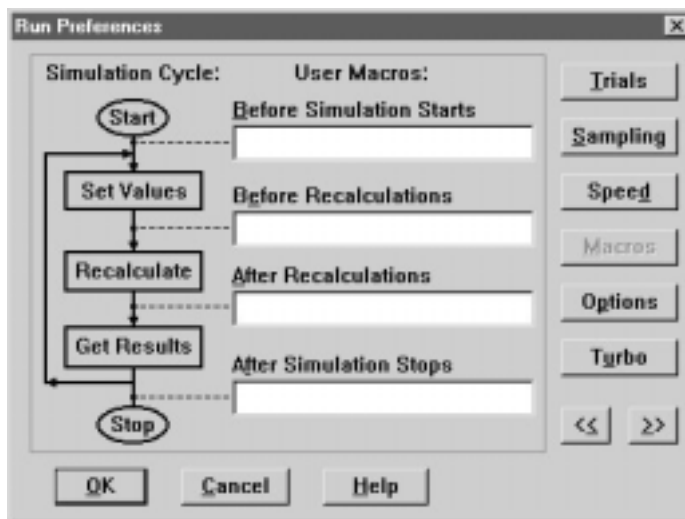 Run Preferences
Simulation Cycle: User Macros:
Start
Before Simulation Starts
Set Values
Before Recalculations
Recalculate
After Recalculations
Get Results
After Simulation Stops
Stop
Trials
Sampling
Speed
Macros
Options
Turbo
<< >>
OK Cancel Help